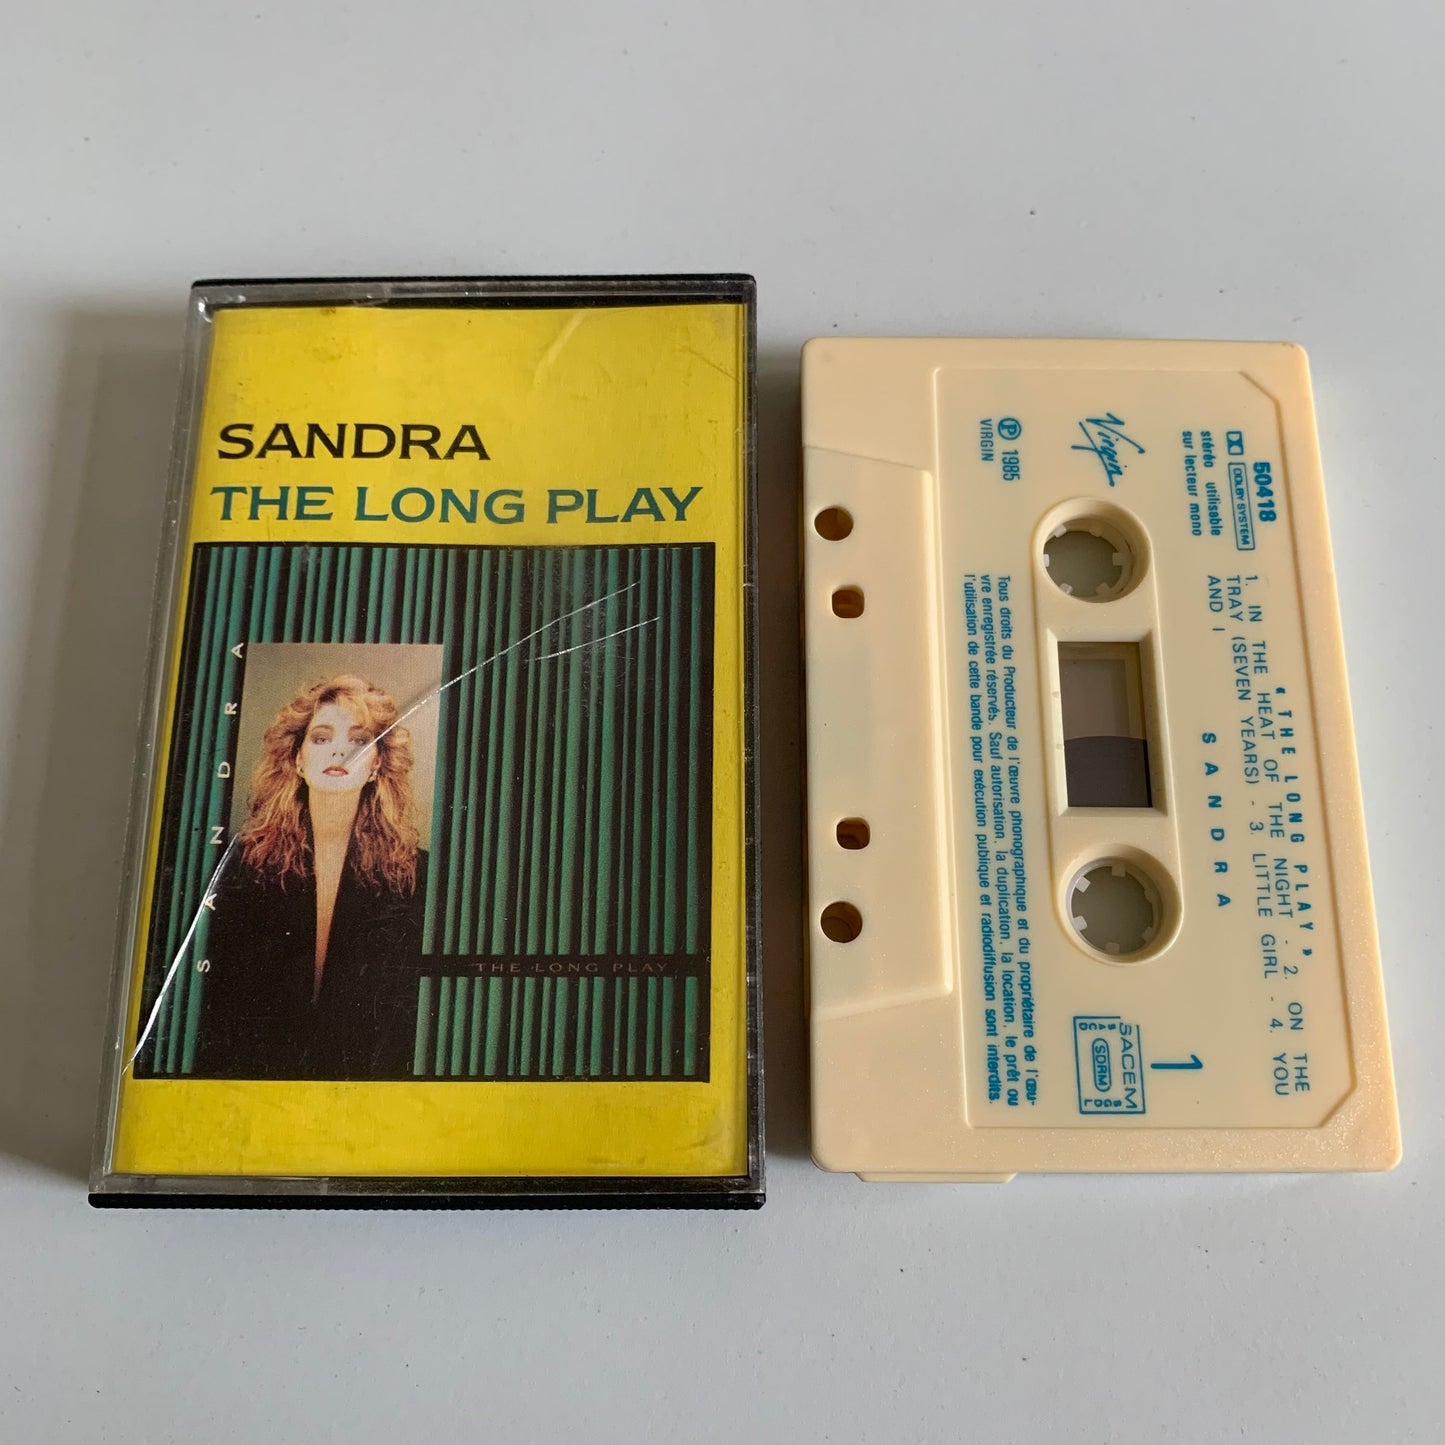 SANDRA
THE LONG PLAY
SANDRA
THE LONG PLAY
50418
DOLBY SYSTEM
stéréo utilisable
sur lecteur mono
Virgin
Ⓟ 1985
VIRGIN
« THE LONG PLAY »
1. IN THE HEAT OF THE NIGHT - 2. ON THE
TRAY (SEVEN YEARS) - 3. LITTLE GIRL - 4. YOU
AND I
SANDRA
1
SACEM
SDRM
SACD
SGDL
Tous droits du Producteur de l'œuvre phonographique et du propriétaire de l'œu-
vre enregistrée réservés. Sauf autorisation, la duplication, la location, le prêt ou
l'utilisation de cette bande pour exécution publique et radiodiffusion sont interdits.